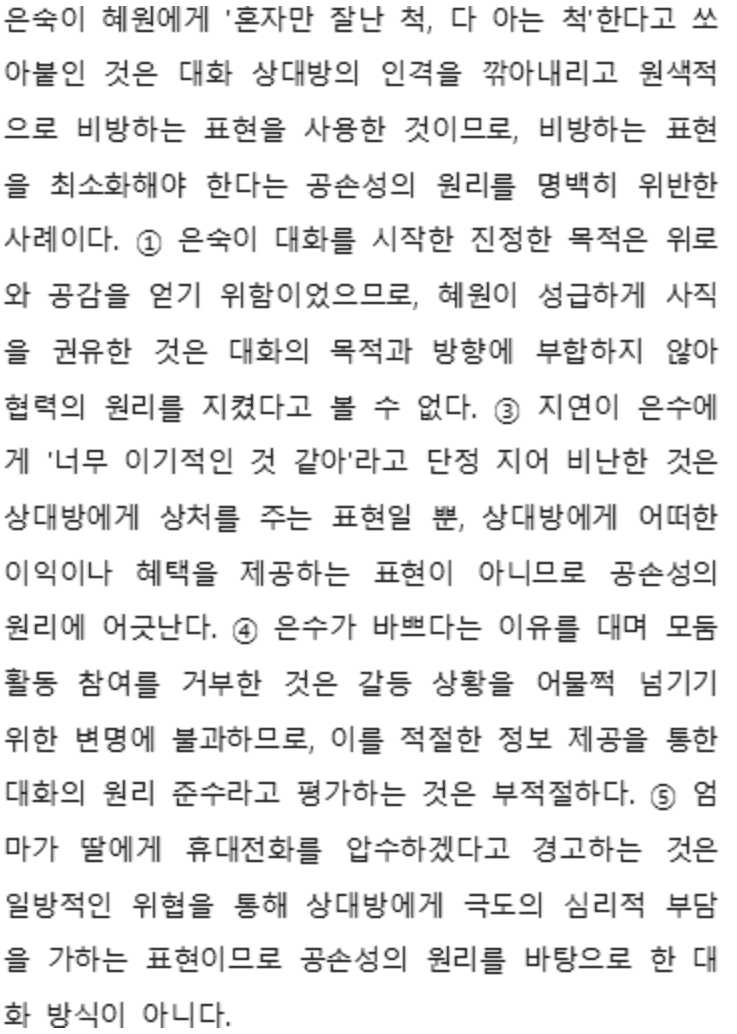 은숙이 혜원에게 '혼자만 잘난 척, 다 아는 척'한다고 쏘
아붙인 것은 대화 상대방의 인격을 깎아내리고 원색적
으로 비방하는 표현을 사용한 것이므로, 비방하는 표현
을 최소화해야 한다는 공손성의 원리를 명백히 위반한
사례이다. ① 은숙이 대화를 시작한 진정한 목적은 위로
와 공감을 얻기 위함이었으므로, 혜원이 성급하게 사직
을 권유한 것은 대화의 목적과 방향에 부합하지 않아
협력의 원리를 지켰다고 볼 수 없다. ③ 지연이 은수에
게 '너무 이기적인 것 같아'라고 단정 지어 비난한 것은
상대방에게 상처를 주는 표현일 뿐, 상대방에게 어떠한
이익이나 혜택을 제공하는 표현이 아니므로 공손성의
원리에 어긋난다. ④ 은수가 바쁘다는 이유를 대며 모둠
활동 참여를 거부한 것은 갈등 상황을 어물쩍 넘기기
위한 변명에 불과하므로, 이를 적절한 정보 제공을 통한
대화의 원리 준수라고 평가하는 것은 부적절하다. ⑤ 엄
마가 딸에게 휴대전화를 압수하겠다고 경고하는 것은
일방적인 위협을 통해 상대방에게 극도의 심리적 부담
을 가하는 표현이므로 공손성의 원리를 바탕으로 한 대
화 방식이 아니다.